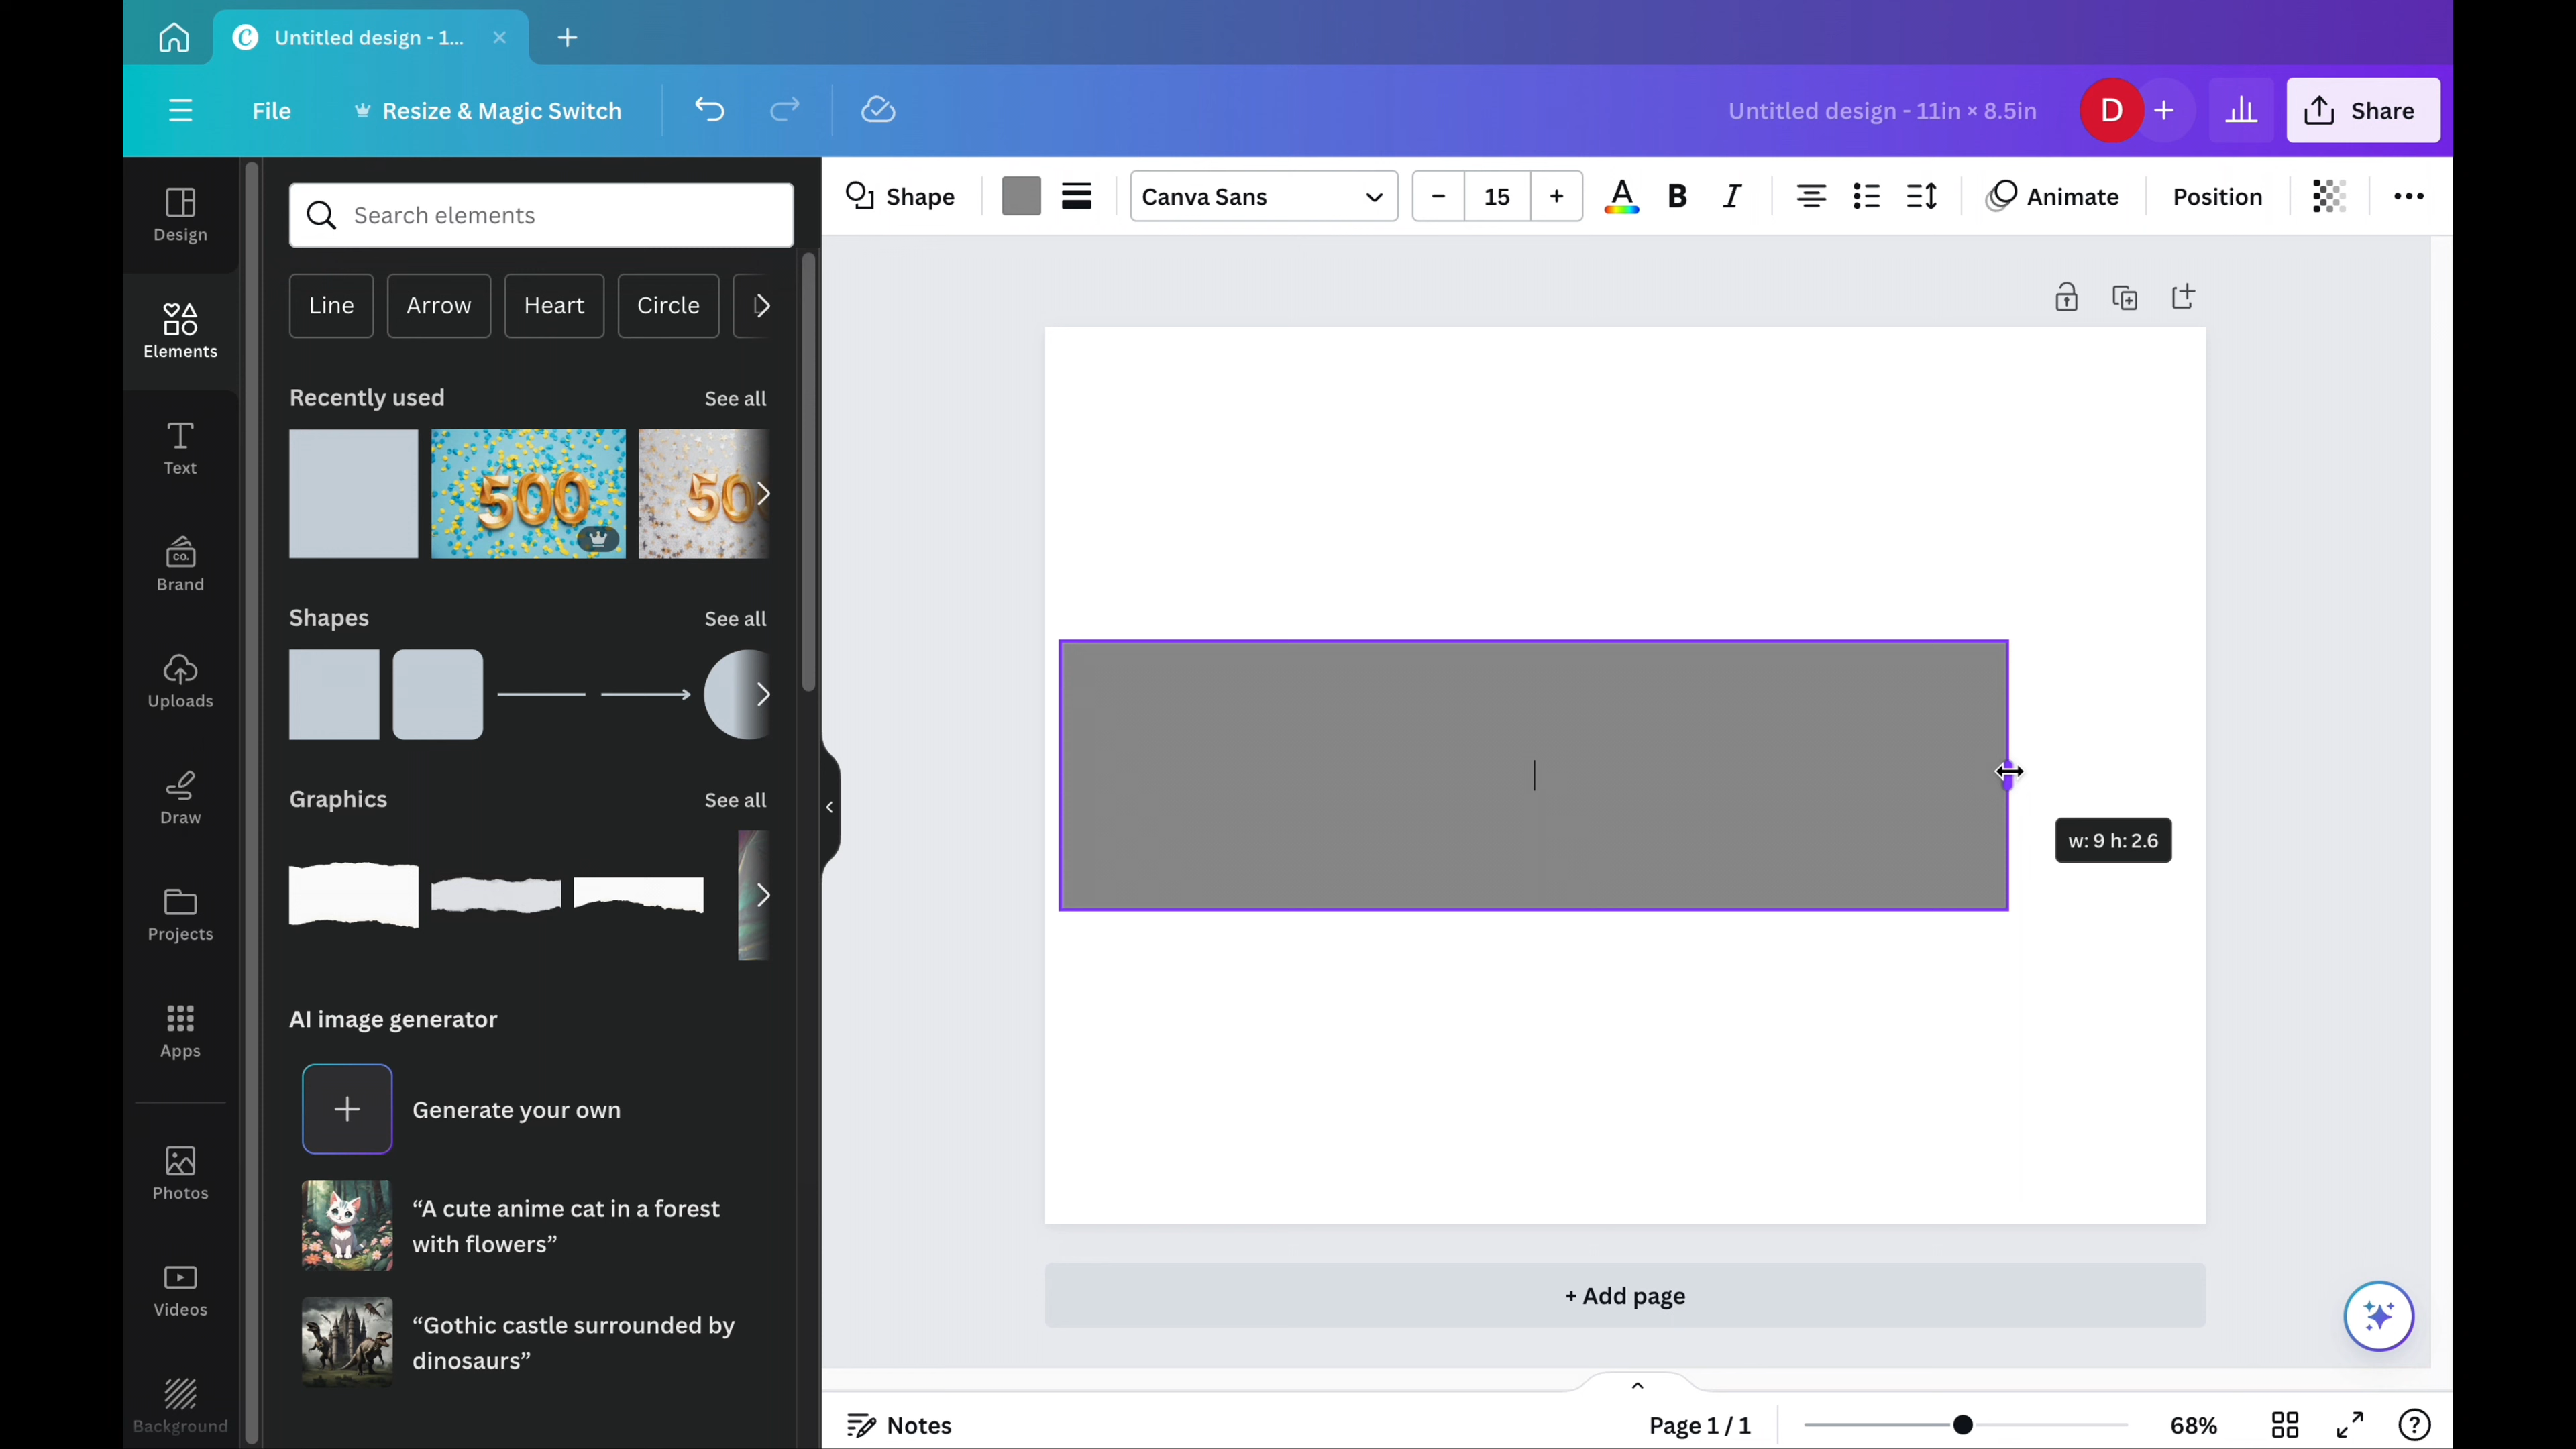 Untitled design - 1...
File
Resize & Magic Switch
Untitled design - 11in × 8.5in
D
Share
Design
Elements
Text
Brand
CO.
Uploads
Draw
Projects
Apps
Photos
Videos
Background
Search elements
Line
Arrow
Heart
Circle
Recently used
See all
500
Shapes
See all
Graphics
See all
AI image generator
Generate your own
“A cute anime cat in a forest
with flowers”
“Gothic castle surrounded by
dinosaurs”
Shape
Canva Sans
15
A
B
I
Animate
Position
w: 9 h: 2.6
+ Add page
Notes
Page 1 / 1
68%